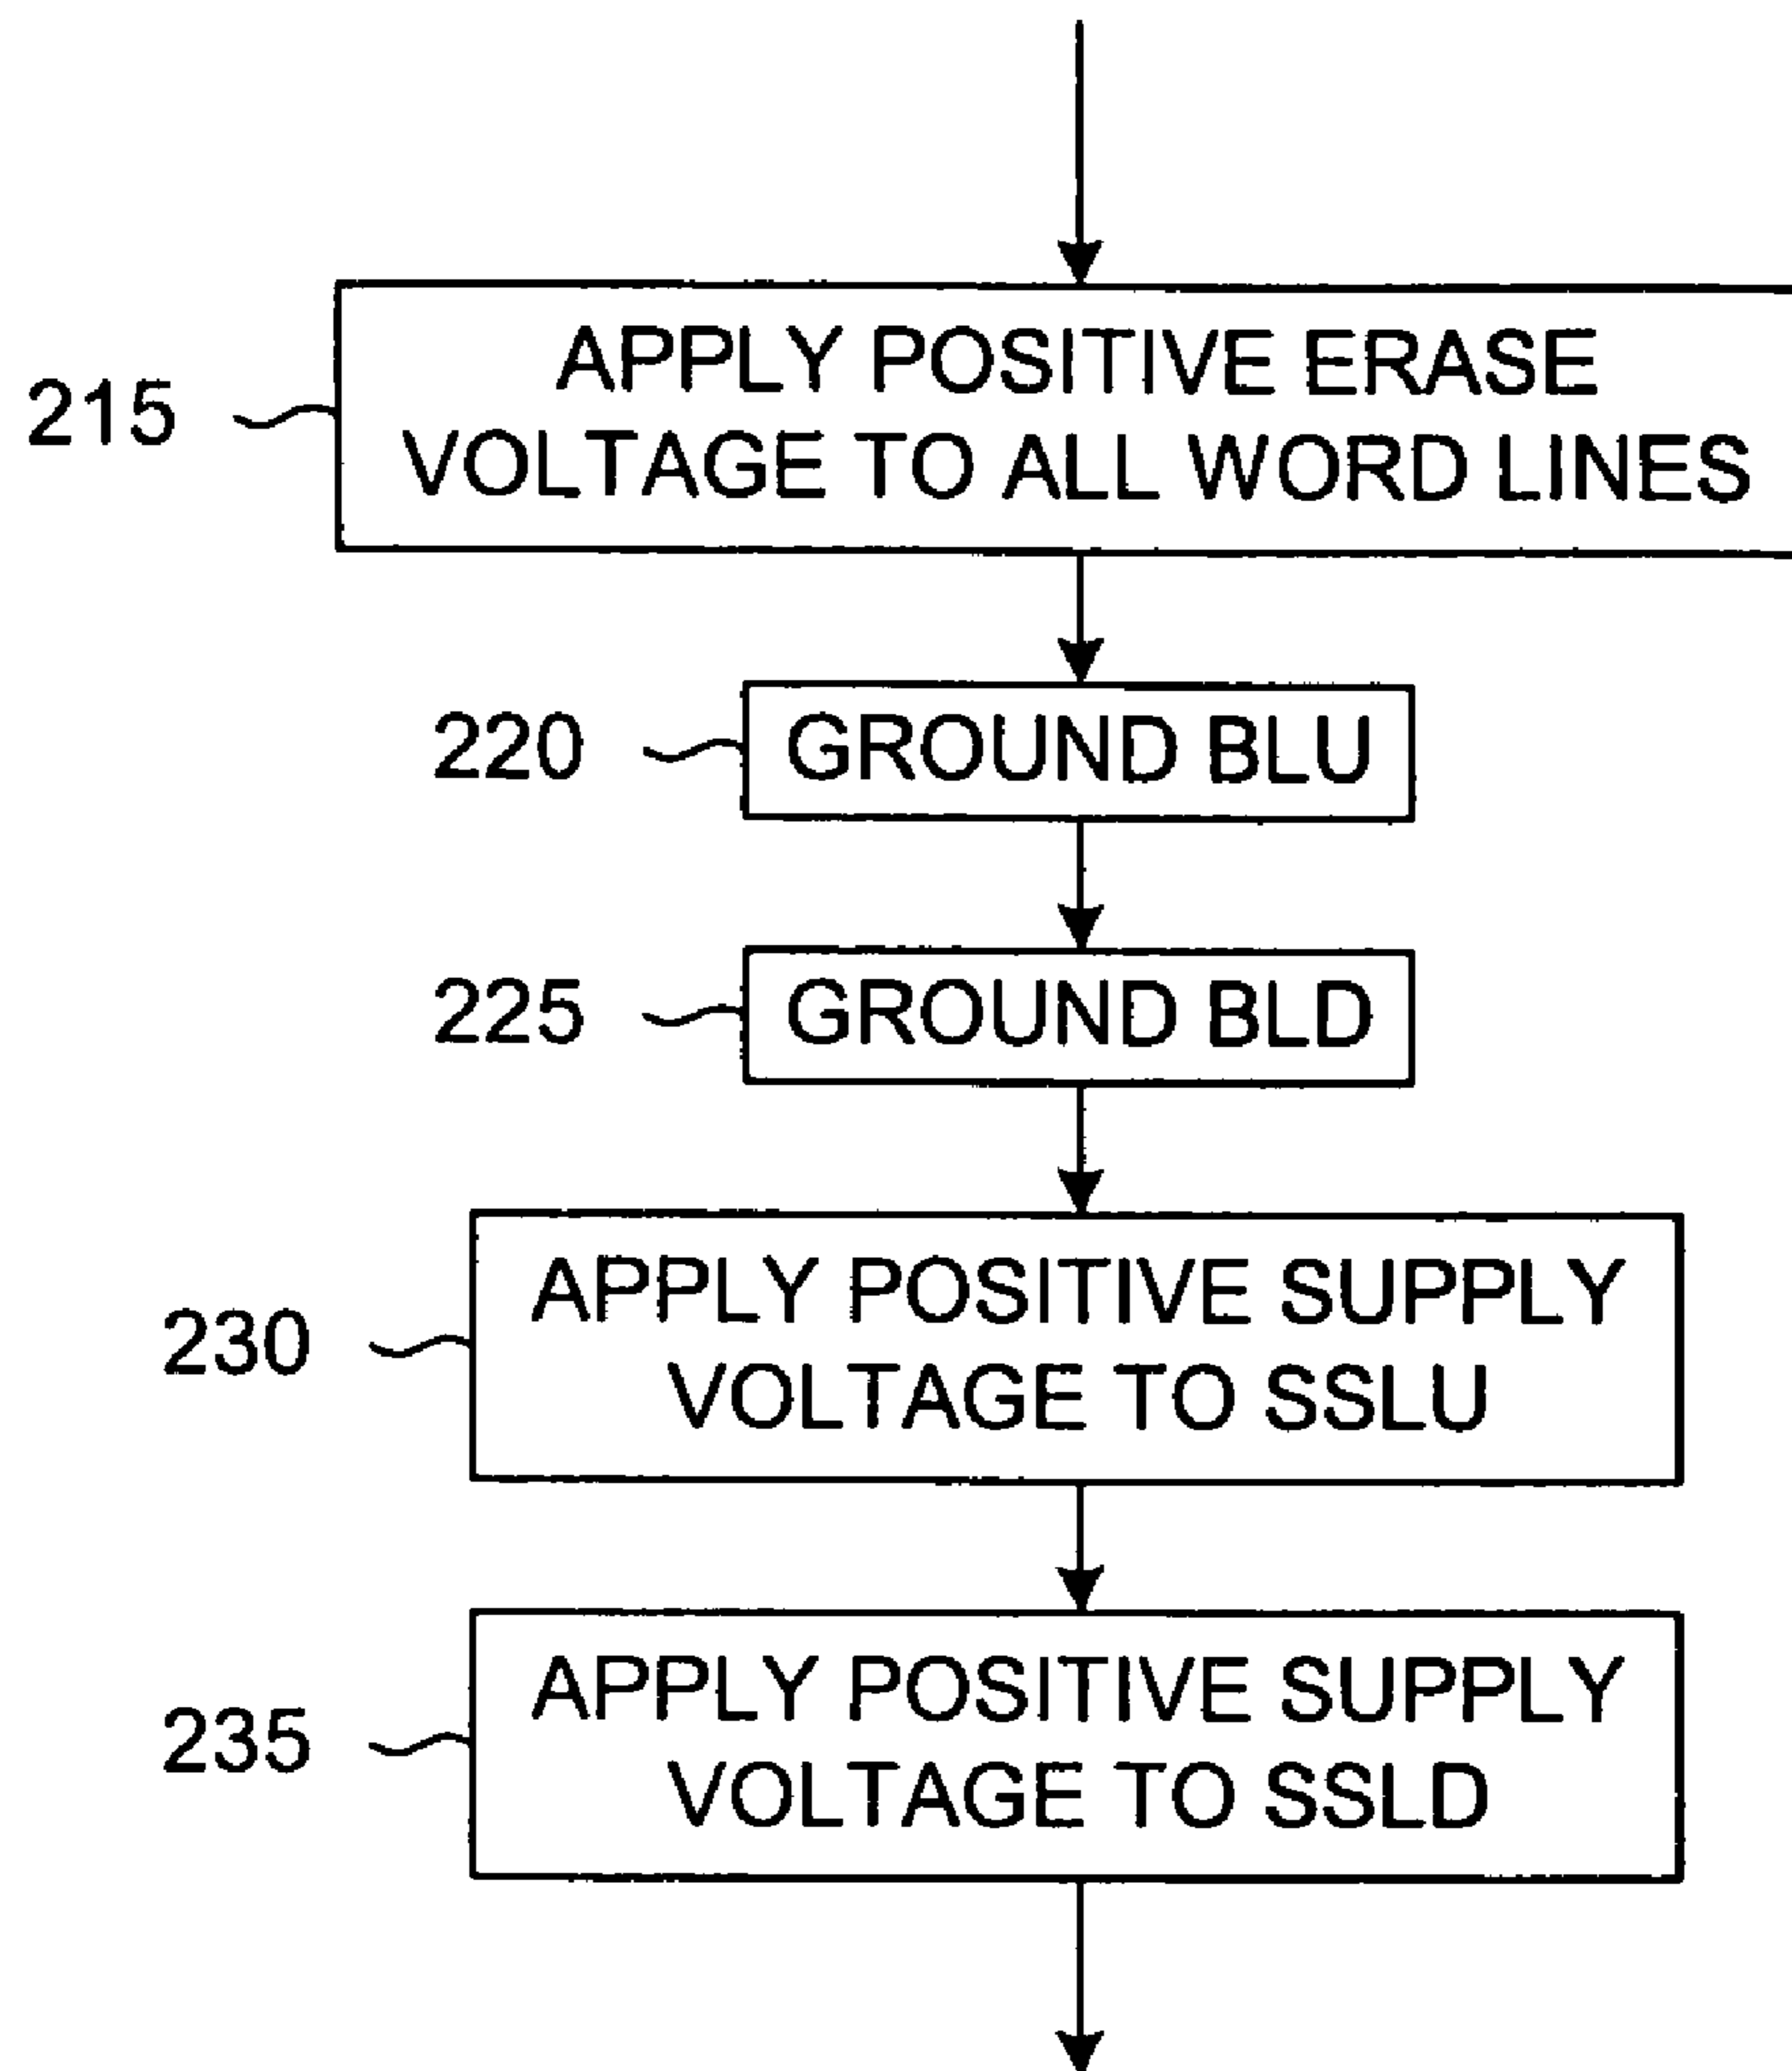 APPLY POSITIVE ERASE
215
VOLTAGE TO ALL WORD LINES
220 GROUND BLU
225 GROUND BLD
APPLY POSITIVE SUPPLY
230
VOLTAGE TO SSLU
APPLY POSITIVE SUPPLY
235
VOLTAGE TO SSLD